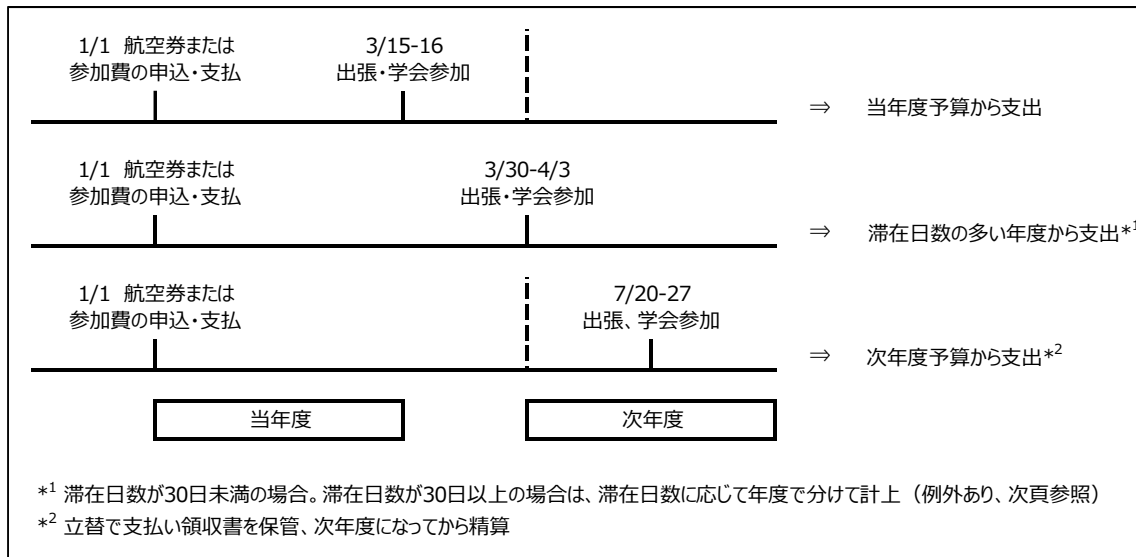 1/1 航空券または
参加費の申込・支払
3/15-16
出張・学会参加
⇒ 当年度予算から支出
1/1 航空券または
参加費の申込・支払
3/30-4/3
出張・学会参加
⇒ 滞在日数の多い年度から支出*1
1/1 航空券または
参加費の申込・支払
7/20-27
出張、学会参加
⇒ 次年度予算から支出*2
当年度
次年度
*1 滞在日数が30日未満の場合。滞在日数が30日以上の場合は、滞在日数に応じて年度で分けて計上（例外あり、次頁参照）
*2 立替で支払い領収書を保管、次年度になってから精算